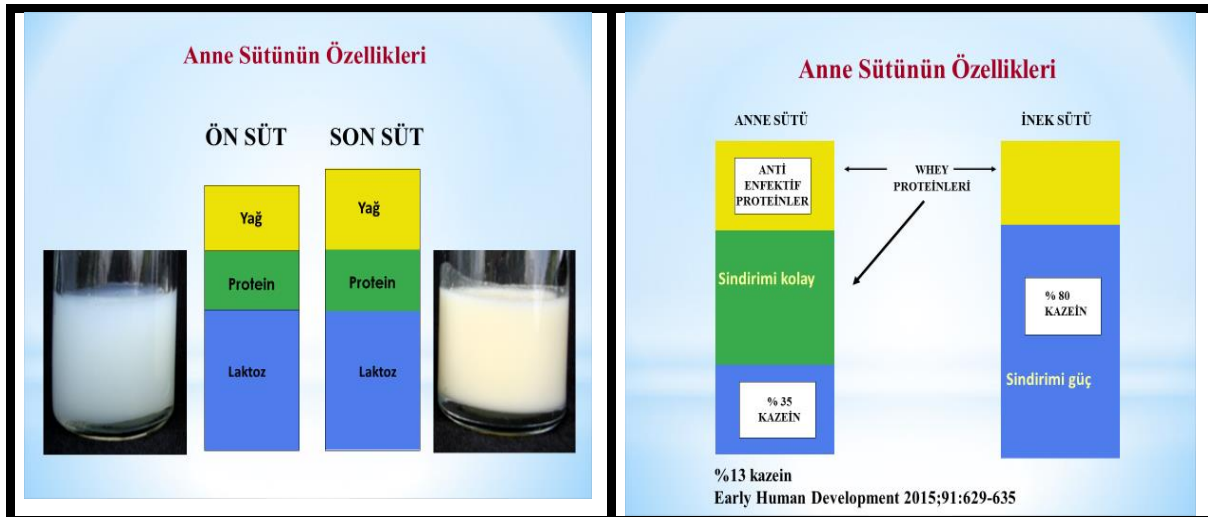 Anne Sütünün Özellikleri
ÖN SÜT
SON SÜT
Yağ
Protein
Laktoz
Yağ
Protein
Laktoz
Anne Sütünün Özellikleri
ANNE SÜTÜ
İNEK SÜTÜ
ANTİ
ENFEKTİF
PROTEİNLER
WHEY
PROTEİNLERİ
Sindirimi kolay
% 35
KAZEİN
% 80
KAZEİN
Sindirimi güç
%13 kazein
Early Human Development 2015;91:629-635